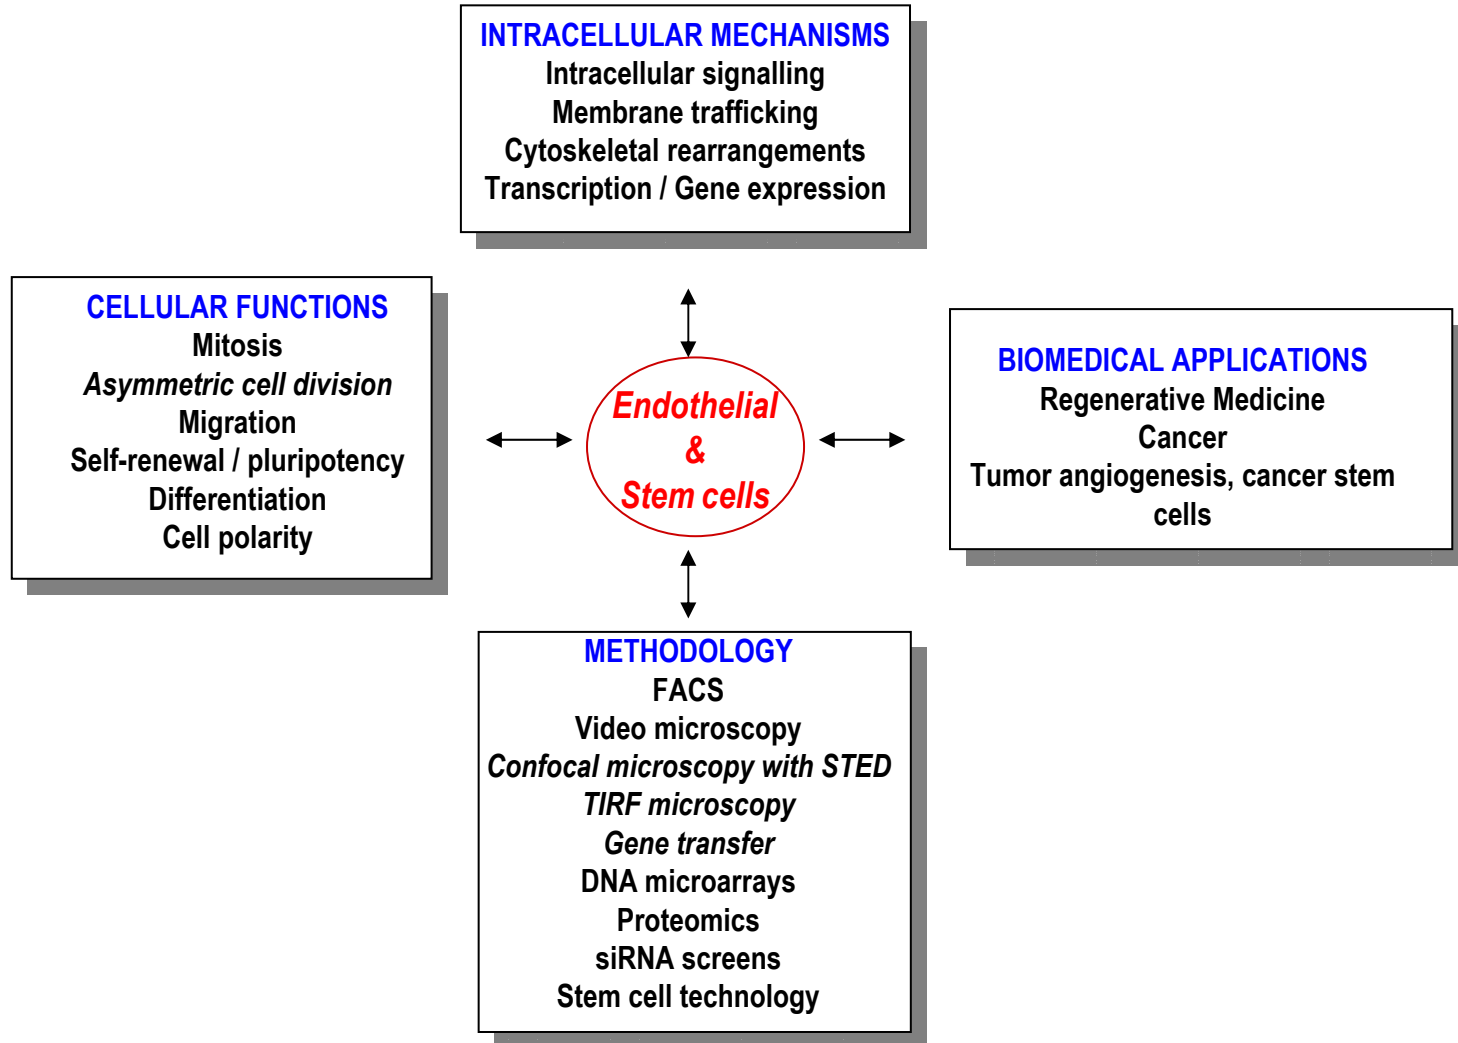 INTRACELLULAR MECHANISMS
Intracellular signalling
Membrane trafficking
Cytoskeletal rearrangements
Transcription / Gene expression
CELLULAR FUNCTIONS
Mitosis
Asymmetric cell division
Migration
Self-renewal / pluripotency
Differentiation
Cell polarity
Endothelial
&
Stem cells
BIOMEDICAL APPLICATIONS
Regenerative Medicine
Cancer
Tumor angiogenesis, cancer stem
cells
METHODOLOGY
FACS
Video microscopy
Confocal microscopy with STED
TIRF microscopy
Gene transfer
DNA microarrays
Proteomics
siRNA screens
Stem cell technology